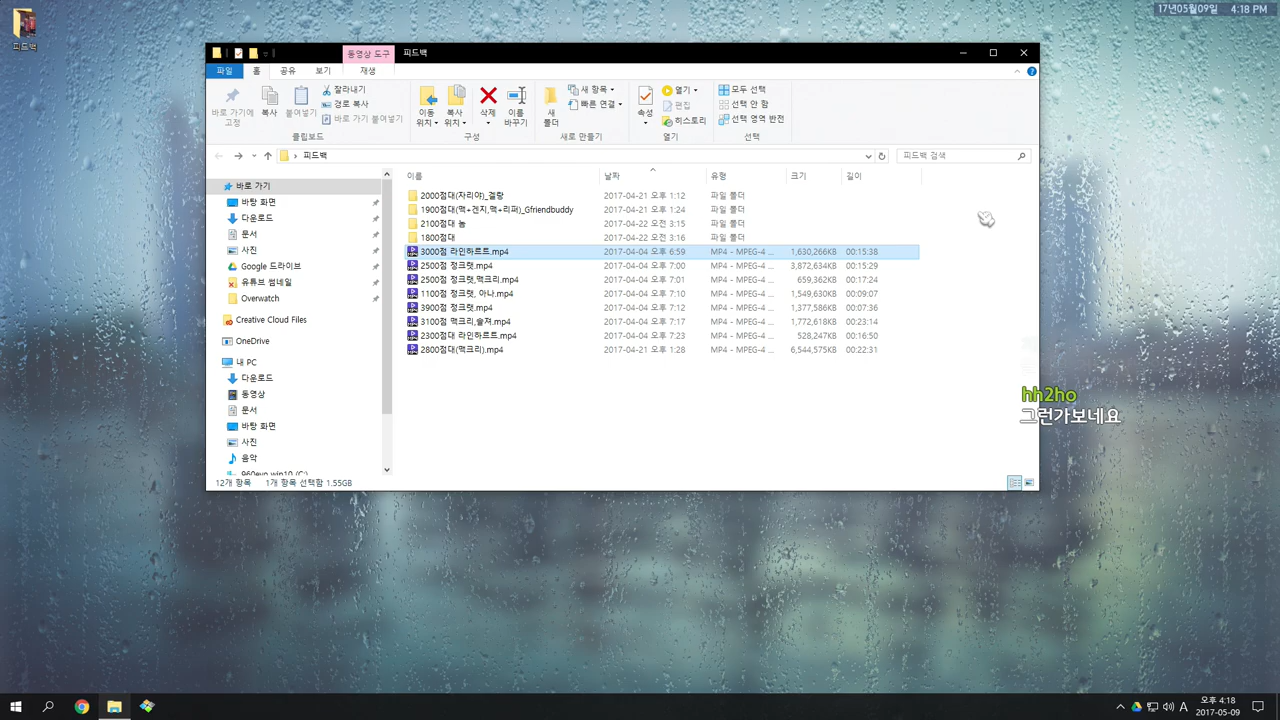 17년05월09일 4:18 PM
피드백
동영상 도구
피드백
파일
홈
공유
보기
재생
바로 가기에 고정
복사
붙여넣기
잘라내기
경로 복사
바로 가기 붙여넣기
클립보드
이동 위치
복사 위치
삭제
이름 바꾸기
구성
새 폴더
새 항목
빠른 연결
새로 만들기
속성
열기
편집
히스토리
열기
모두 선택
선택 안 함
선택 영역 반전
선택
피드백
피드백 검색
이름 날짜 유형 크기 길이
2000점대(자리야)_겔랑 2017-04-21 오후 1:12 파일 폴더
1900점대(맥+겐지,맥+리퍼)_Gfriendbuddy 2017-04-21 오후 1:24 파일 폴더
2100점대 놈 2017-04-22 오전 3:15 파일 폴더
1800점대 2017-04-22 오전 3:16 파일 폴더
3000점 라인하르트.mp4 2017-04-04 오후 6:59 MP4 - MPEG-4 ... 1,630,266KB 00:15:38
2500점 정크랫.mp4 2017-04-04 오후 7:00 MP4 - MPEG-4 ... 3,872,634KB 00:15:29
2500점 정크랫,맥크리.mp4 2017-04-04 오후 7:01 MP4 - MPEG-4 ... 659,362KB 00:17:24
1100점 정크랫, 아나.mp4 2017-04-04 오후 7:10 MP4 - MPEG-4 ... 1,549,630KB 00:09:07
3900점 정크랫.mp4 2017-04-04 오후 7:12 MP4 - MPEG-4 ... 1,377,586KB 00:07:36
3100점 맥크리,솔져.mp4 2017-04-04 오후 7:17 MP4 - MPEG-4 ... 1,772,618KB 00:23:14
2300점대 라인하르트.mp4 2017-04-04 오후 7:23 MP4 - MPEG-4 ... 528,247KB 00:16:50
2800점대(맥크리).mp4 2017-04-21 오후 1:28 MP4 - MPEG-4 ... 6,544,575KB 00:22:31
바로 가기
바탕 화면
다운로드
문서
사진
Google 드라이브
유튜브 썸네일
Overwatch
Creative Cloud Files
OneDrive
내 PC
다운로드
동영상
문서
바탕 화면
사진
음악
960evo win10 (C:)
12개 항목 1개 항목 선택함 1.55GB
hh2ho
그런가보네요
A
오후 4:18
2017-05-09